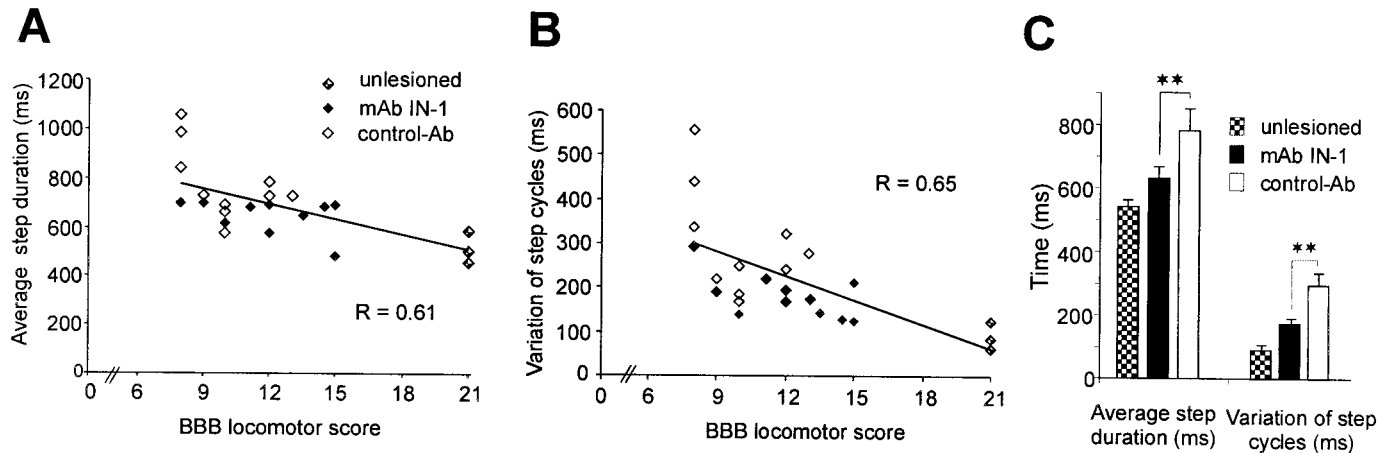 A
Average step duration (ms)
1200
1000
800
600
400
200
0
unlesioned
mAb IN-1
control-Ab
R = 0.61
0 6 9 12 15 21
BBB locomotor score
B
Variation of step cycles (ms)
600
500
400
300
200
100
0
R = 0.65
0 6 9 12 15 21
BBB locomotor score
C
Time (ms)
800
600
400
200
0
**
**
unlesioned
mAb IN-1
control-Ab
Average step
duration (ms)
Variation of step
cycles (ms)